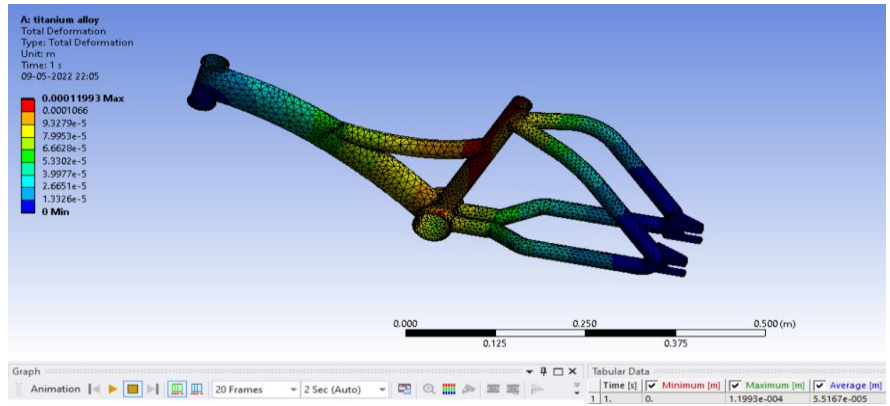 A: titanium alloy
Total Deformation
Type: Total Deformation
Unit: m
Time: 1 s
09-05-2022 22:05
0.00011993 Max
0.0001066
9.3279e-5
7.9953e-5
6.6628e-5
5.3302e-5
3.9977e-5
2.6651e-5
1.3326e-5
0 Min
0.000 0.250 0.500 (m)
0.125 0.375
Graph
Animation 20 Frames 2 Sec (Auto)
Tabular Data
Time [s] Minimum [m] Maximum [m] Average [m]
1 1. 0. 1.1993e-004 5.5167e-005